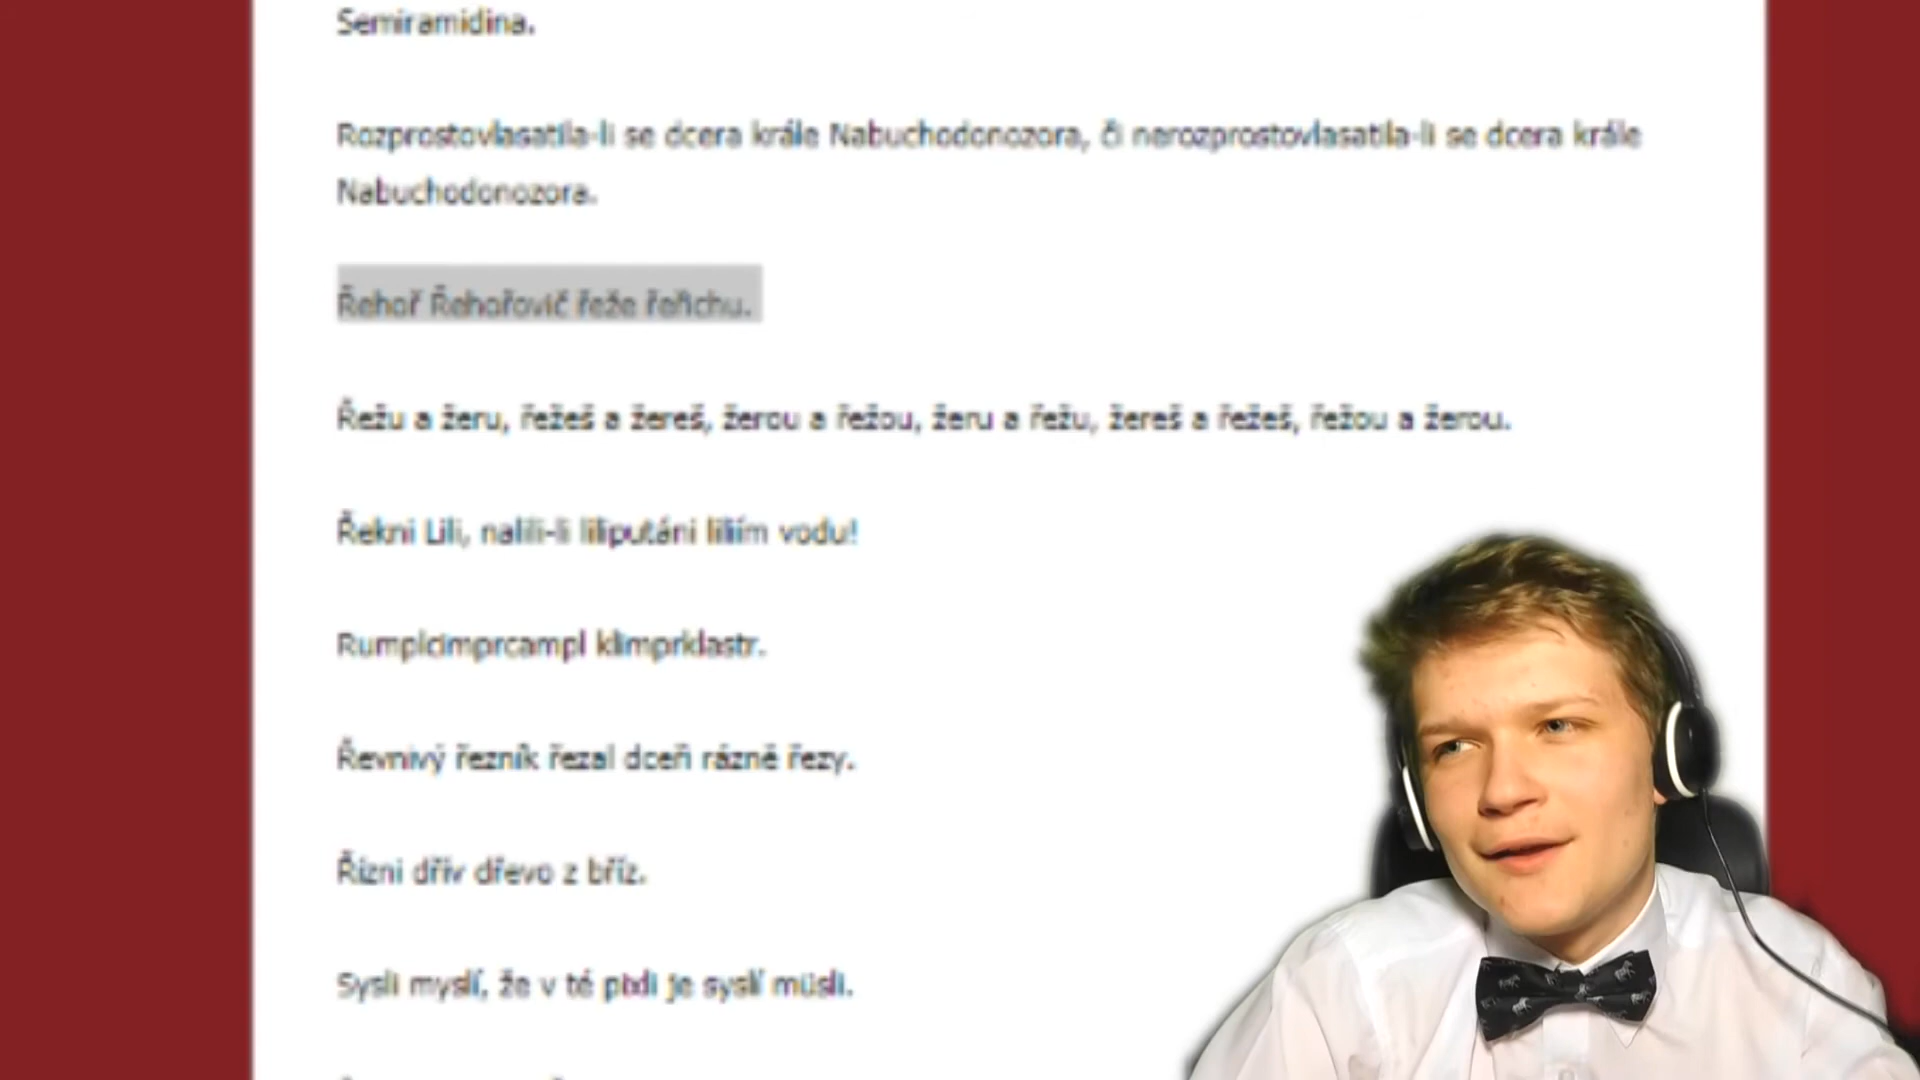 Semiramidina.
Rozprostovlasatila-li se dcera krále Nabuchodonozora, či nerozprostovlasatila-li se dcera krále
Nabuchodonozora.
Řehoř Řehořovič řeže řeřichu.
Řežu a žeru, řežeš a žereš, žerou a řežou, žeru a řežu, žereš a řežeš, řežou a žerou.
Řekni Lili, nalili-li liliputáni liliím vodu!
Rumplcimprcampl klimprklastr.
Řevnivý řezník řezal dceři rázné řezy.
Řízni dřív dřevo z bříz.
Sysli myslí, že v té pixli je syslí müsli.